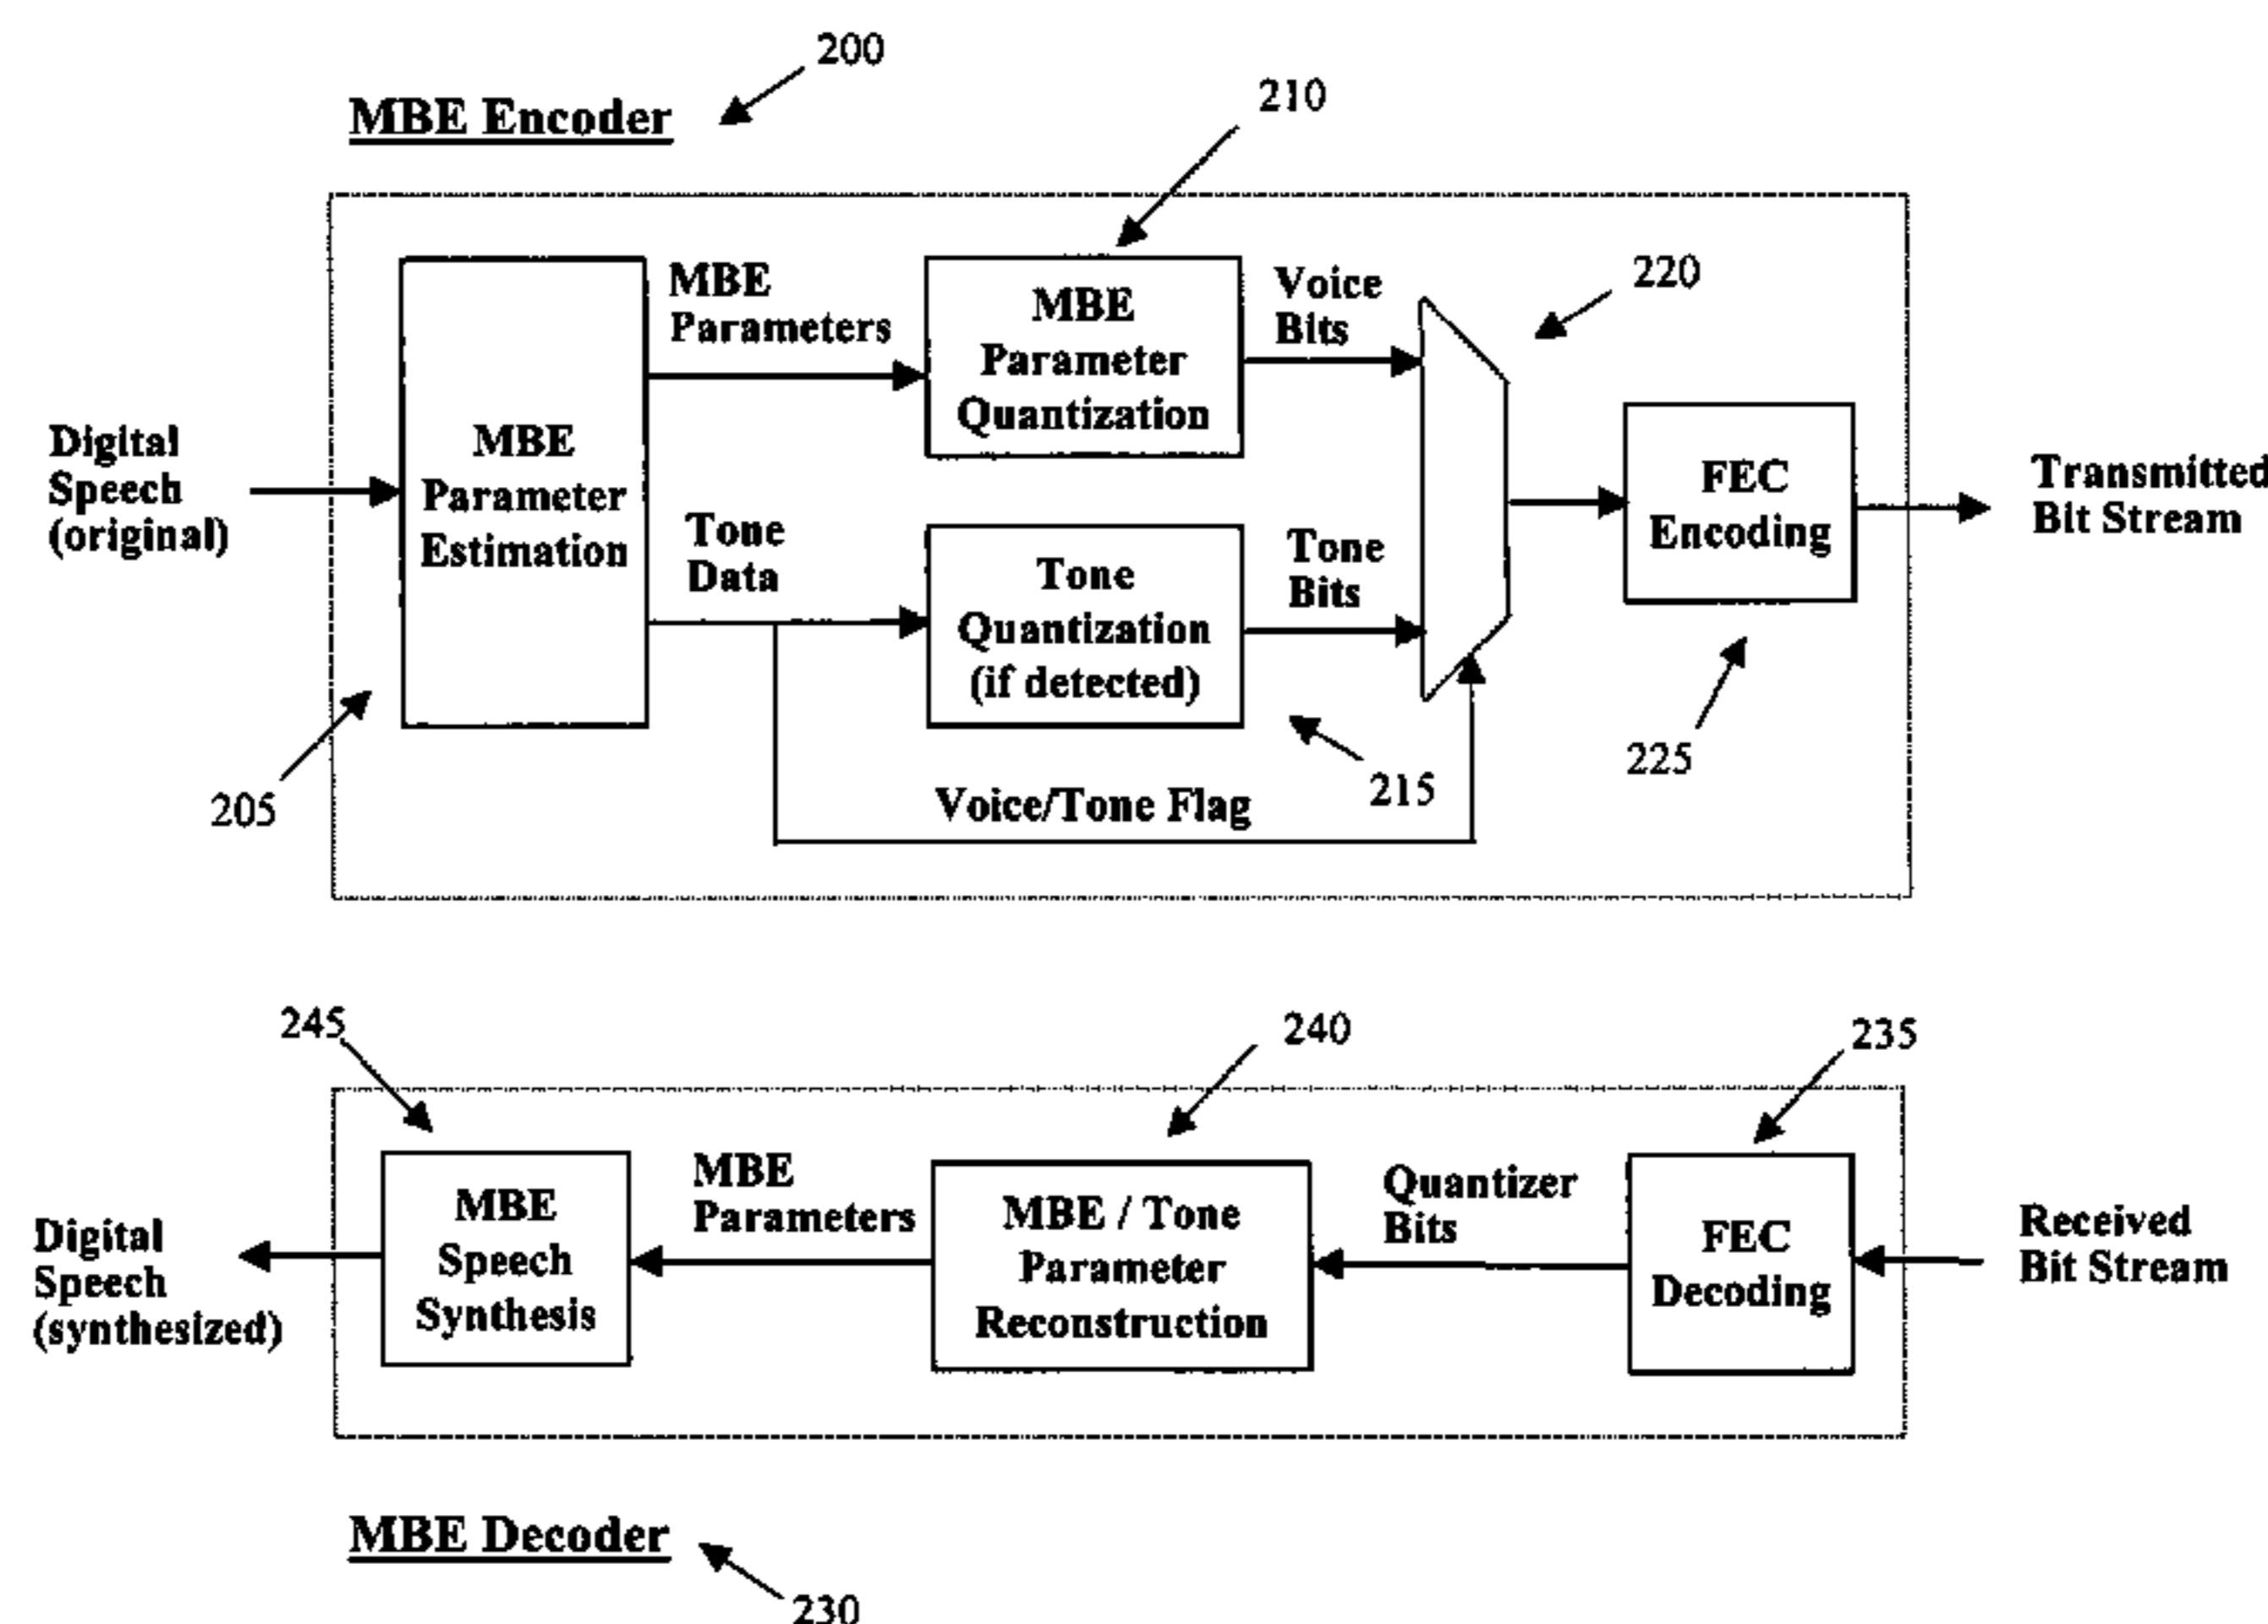 200
MBE Encoder
210
MBE
Parameters
MBE
Parameter
Quantization
Voice
Bits
220
Digital
Speech
(original)
MBE
Parameter
Estimation
Tone
Data
Tone
Quantization
(if detected)
Tone
Bits
FEC
Encoding
Transmitted
Bit Stream
205
Voice/Tone Flag
215
225
245
240
235
Digital
Speech
(synthesized)
MBE
Speech
Synthesis
MBE
Parameters
MBE / Tone
Parameter
Reconstruction
Quantizer
Bits
FEC
Decoding
Received
Bit Stream
MBE Decoder
230